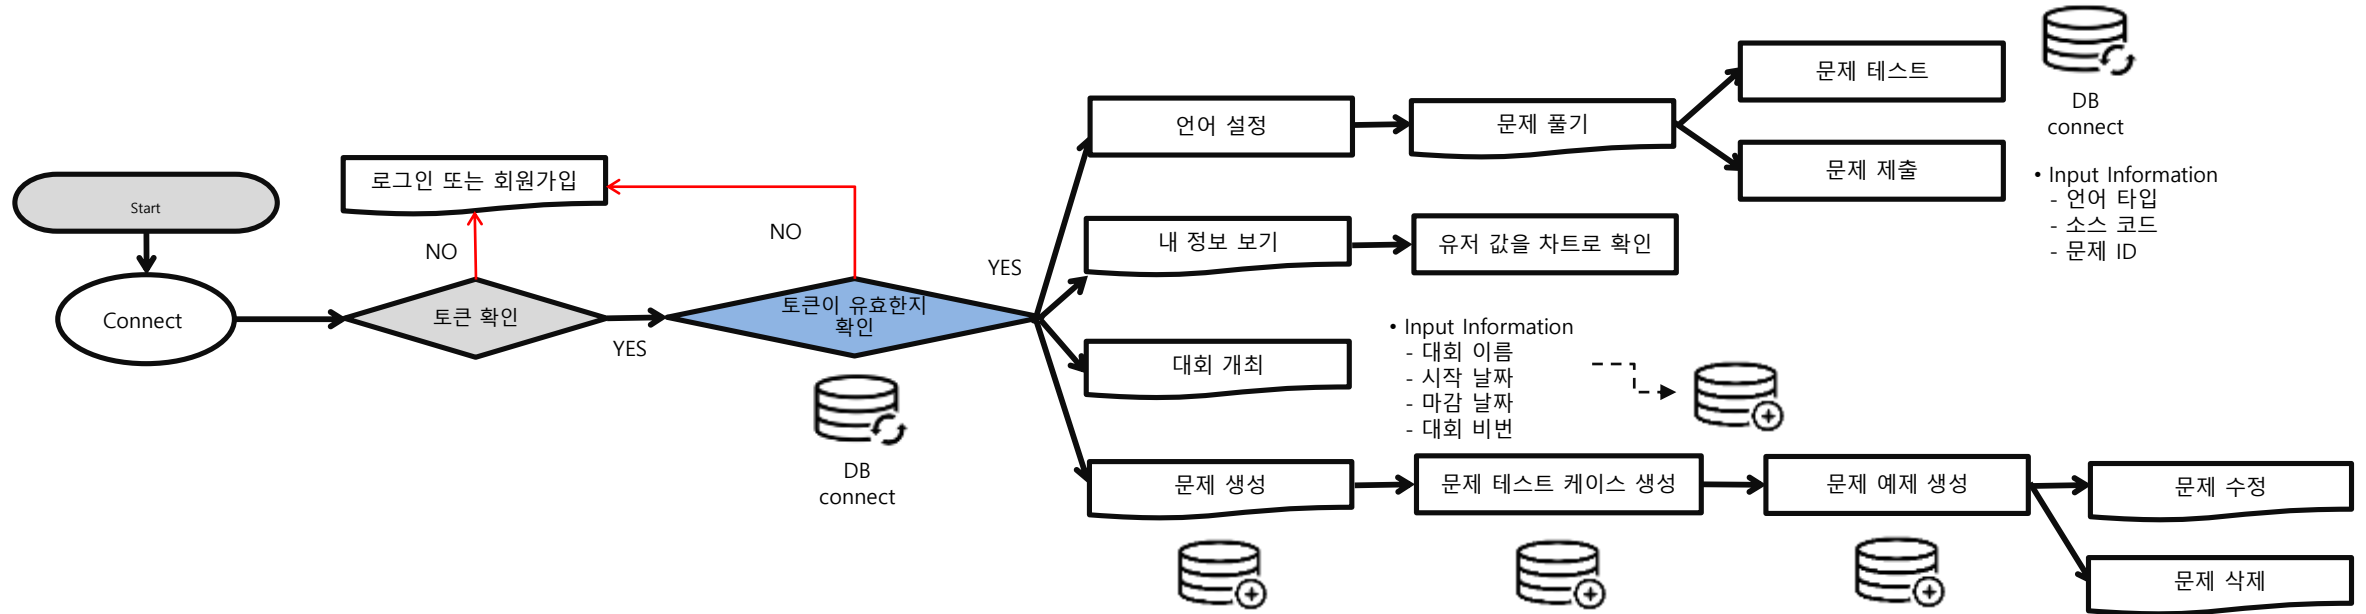 Start
Connect
로그인 또는 회원가입
NO
토큰 확인
YES
NO
토큰이 유효한지
확인
DB
connect
YES
언어 설정
문제 풀기
문제 테스트
문제 제출
DB
connect
• Input Information
- 언어 타입
- 소스 코드
- 문제 ID
내 정보 보기
유저 값을 차트로 확인
대회 개최
• Input Information
- 대회 이름
- 시작 날짜
- 마감 날짜
- 대회 비번
문제 생성
문제 테스트 케이스 생성
문제 예제 생성
문제 수정
문제 삭제